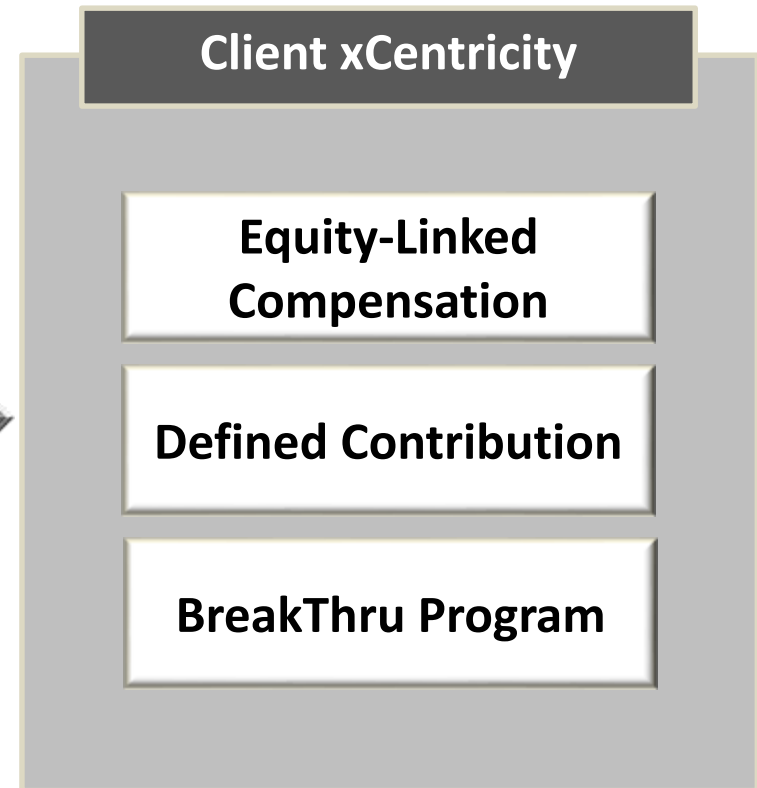 Client xCentricity
Equity-Linked
Compensation
Defined Contribution
BreakThru Program